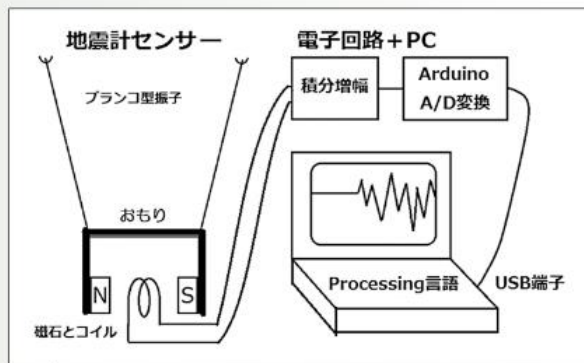 地震計センサー
電子回路＋PC
ブランコ型振子
積分増幅
Arduino
A/D変換
おもり
N
S
磁石とコイル
Processing言語
USB端子